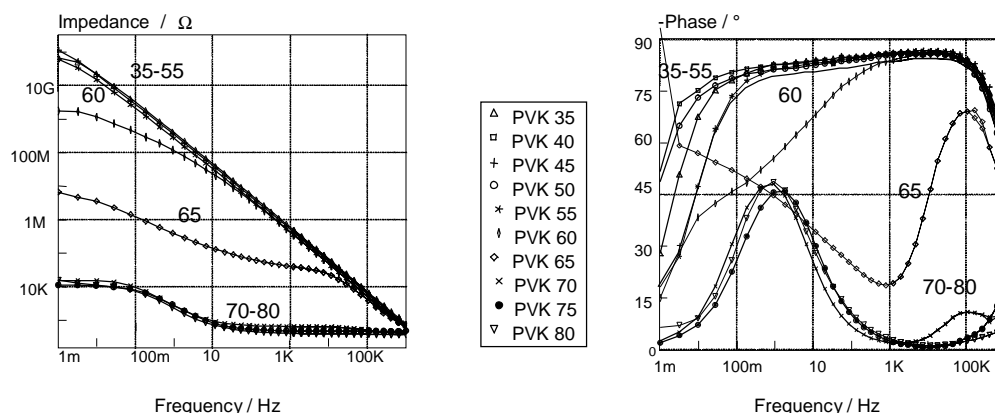 Impedance / Ω
10G
100M
1M
10K
35-55
60
65
70-80
1m
100m
10
1K
100K
Frequency / Hz
PVK 35
PVK 40
PVK 45
PVK 50
PVK 55
PVK 60
PVK 65
PVK 70
PVK 75
PVK 80
-Phase / °
90
75
60
45
30
15
0
35-55
60
65
70-80
1m
100m
10
1K
100K
Frequency / Hz